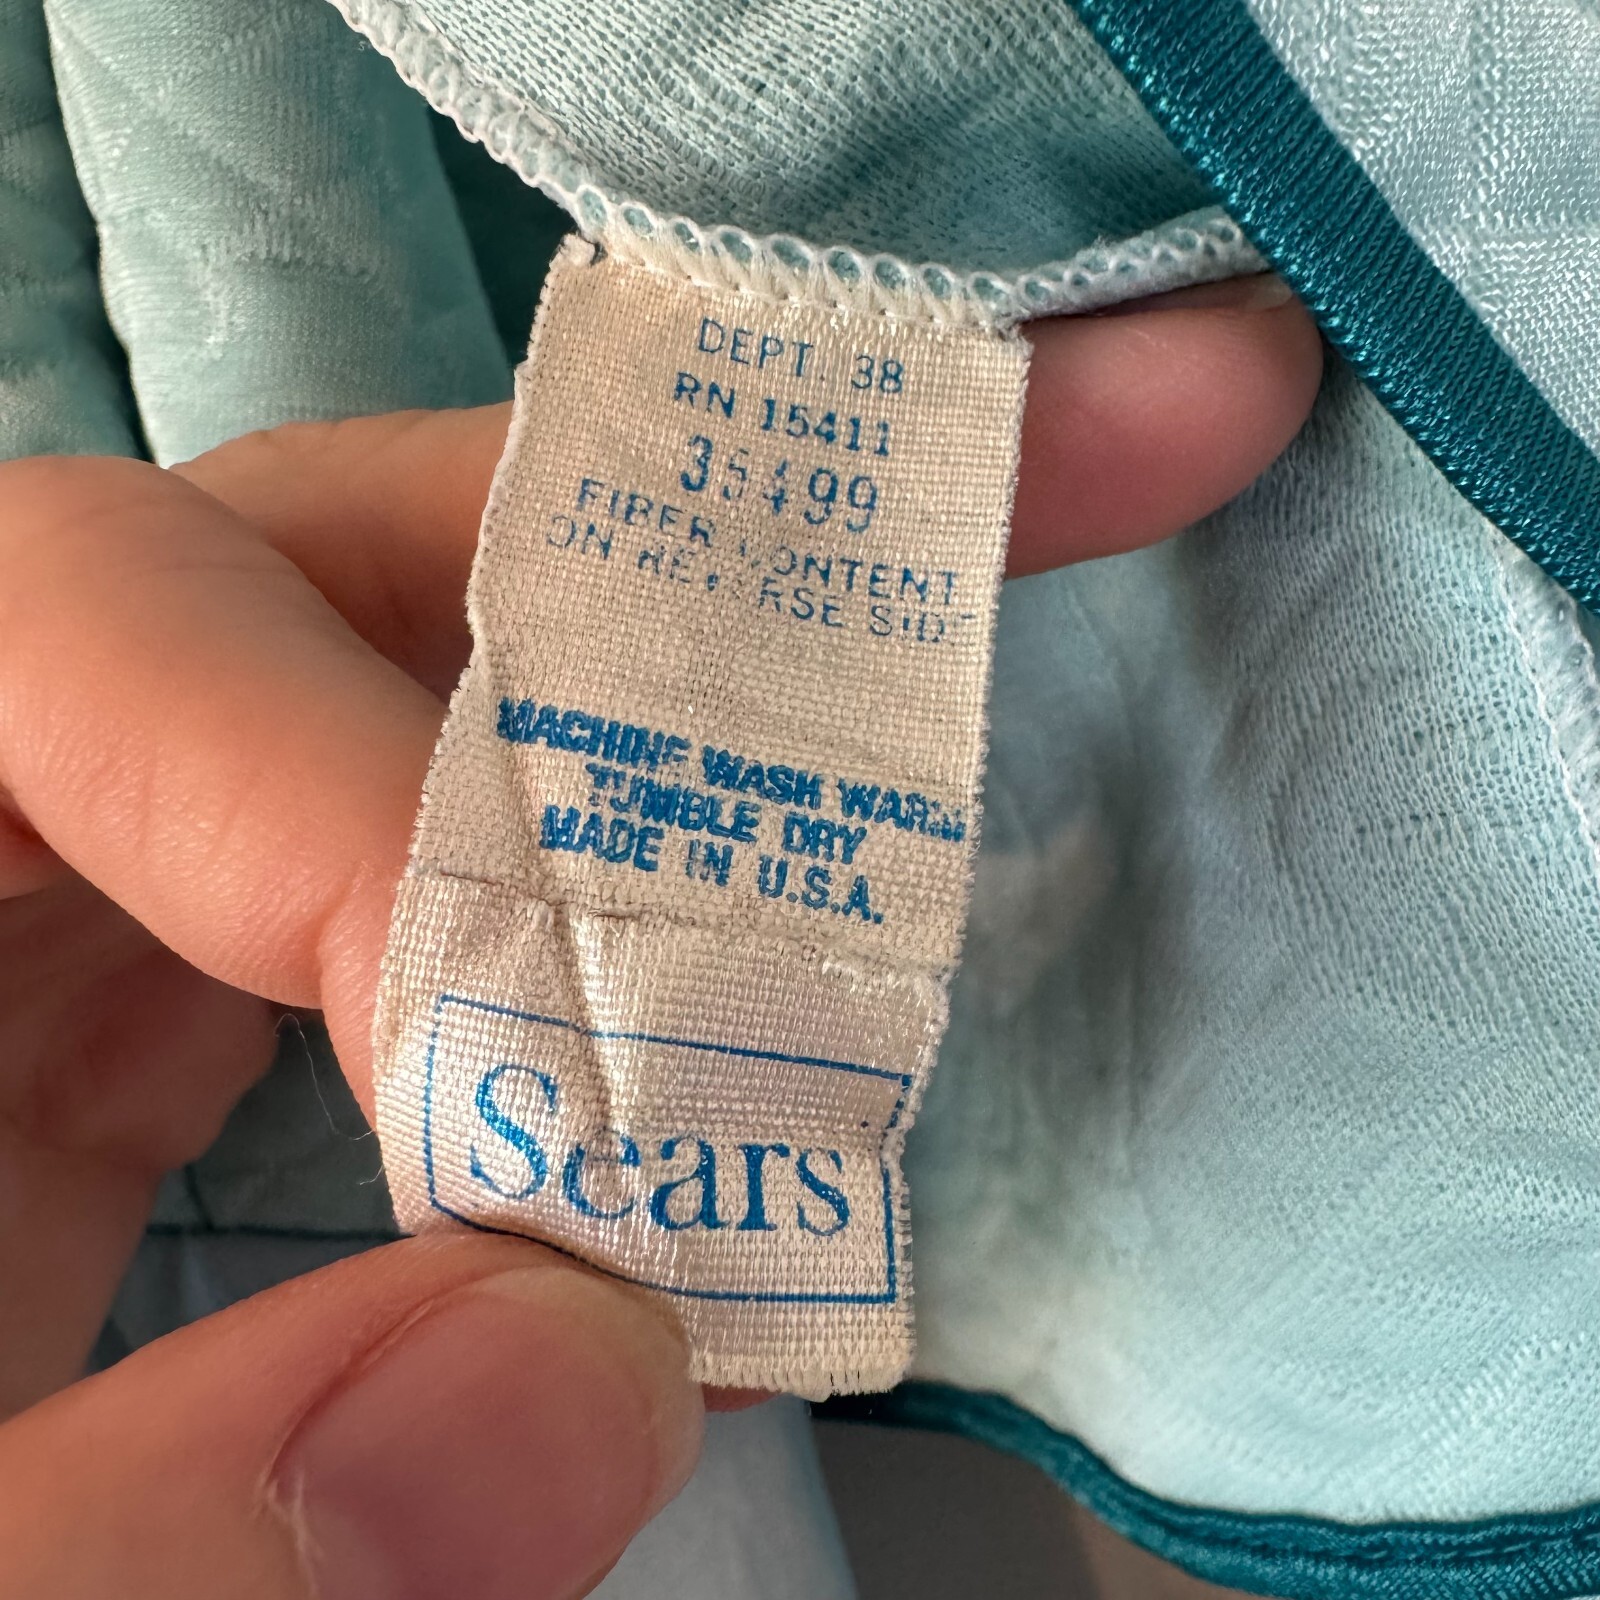 DEPT. 38
RN 15411
35499
FIBER CONTENT
ON REVERSE SIDE
MACHINE WASH WARM
TUMBLE DRY
MADE IN U.S.A.
Sears